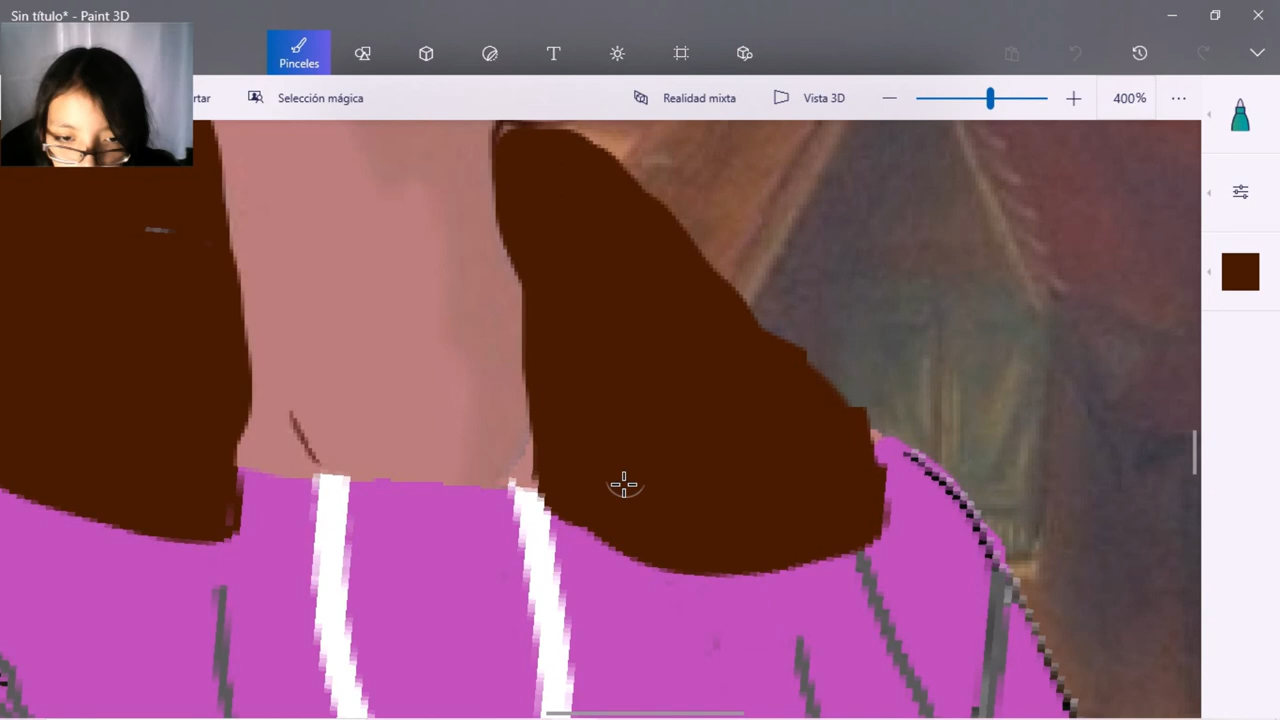 Sin título* - Paint 3D
Pinceles
rtar
Selección mágica
Realidad mixta
Vista 3D
400%